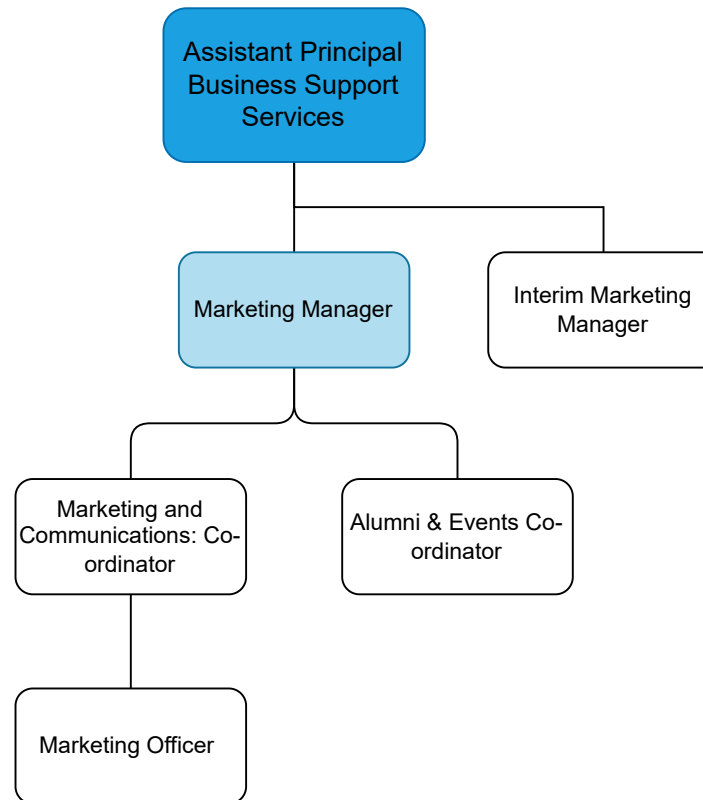 Assistant Principal
Business Support
Services
Marketing Manager
Interim Marketing
Manager
Marketing and
Communications: Co-
ordinator
Alumni & Events Co-
ordinator
Marketing Officer